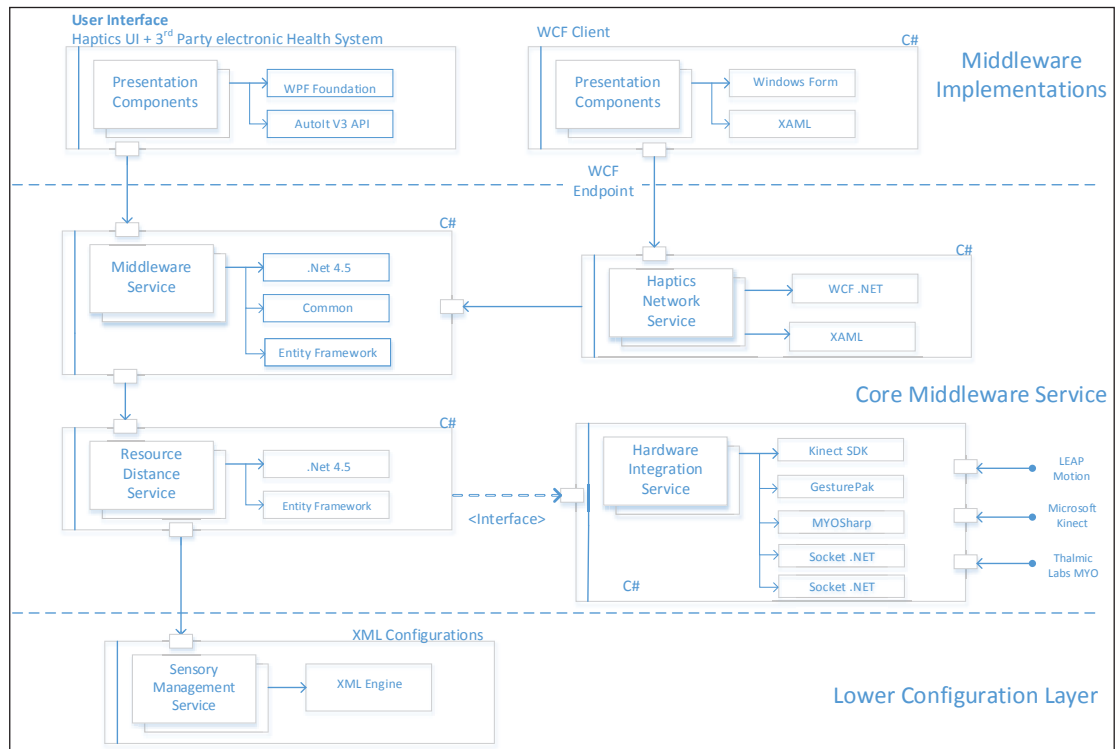 User Interface
Haptics UI + 3rd Party electronic Health System
Presentation
Components
WPF Foundation
AutoIt V3 API
WCF Client
C#
Presentation
Components
Windows Form
XAML
Middleware
Implementations
WCF
Endpoint
C#
Middleware
Service
.Net 4.5
Common
Entity Framework
C#
Haptics
Network
Service
WCF .NET
XAML
Core Middleware Service
C#
Resource
Distance
Service
.Net 4.5
Entity Framework
<Interface>
Hardware
Integration
Service
Kinect SDK
GesturePak
MYOSharp
Socket .NET
Socket .NET
C#
LEAP
Motion
Microsoft
Kinect
Thalmic
Labs MYO
XML Configurations
Sensory
Management
Service
XML Engine
Lower Configuration Layer